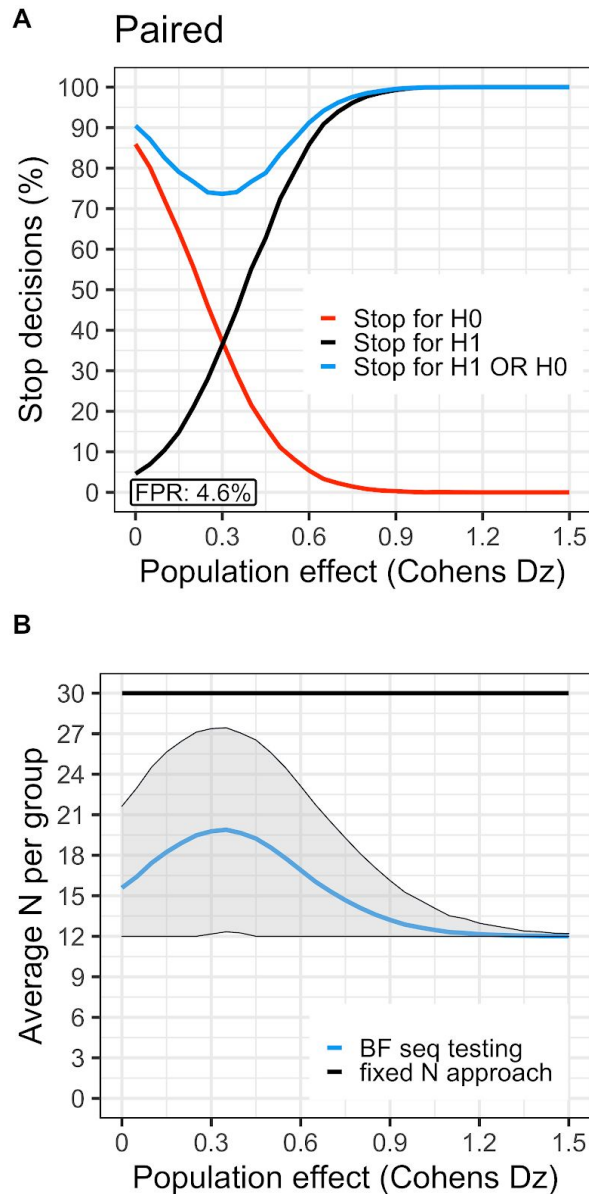 A
Paired
100
90
80
70
60
50
40
30
20
10
0
Stop decisions (%)
Stop for H0
Stop for H1
Stop for H1 OR H0
FPR: 4.6%
0 0.3 0.6 0.9 1.2 1.5
Population effect (Cohens Dz)
B
30
27
24
21
18
15
12
9
6
3
0
Average N per group
BF seq testing
fixed N approach
0 0.3 0.6 0.9 1.2 1.5
Population effect (Cohens Dz)